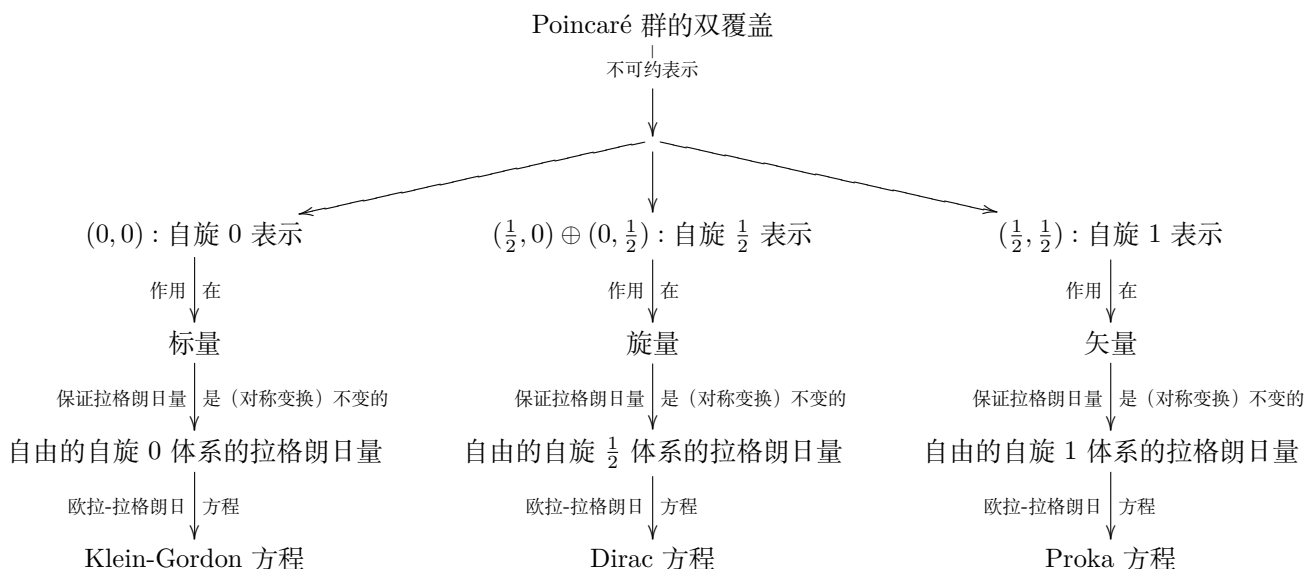 Poincaré 群的双覆盖
不可约表示
(0, 0) : 自旋 0 表示
(1/2, 0) ⊕ (0, 1/2) : 自旋 1/2 表示
(1/2, 1/2) : 自旋 1 表示
作用 在
作用 在
作用 在
标量
旋量
矢量
保证拉格朗日量 是（对称变换）不变的
保证拉格朗日量 是（对称变换）不变的
保证拉格朗日量 是（对称变换）不变的
自由的自旋 0 体系的拉格朗日量
自由的自旋 1/2 体系的拉格朗日量
自由的自旋 1 体系的拉格朗日量
欧拉-拉格朗日 方程
欧拉-拉格朗日 方程
欧拉-拉格朗日 方程
Klein-Gordon 方程
Dirac 方程
Proka 方程